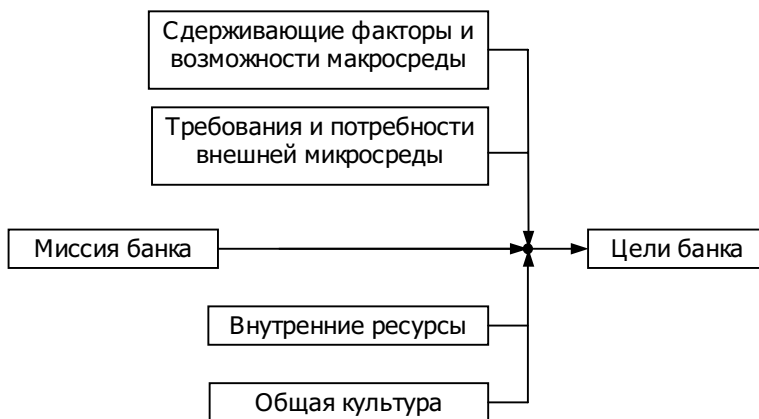 Сдерживающие факторы и
возможности макросреды
Требования и потребности
внешней микросреды
Миссия банка
Цели банка
Внутренние ресурсы
Общая культура